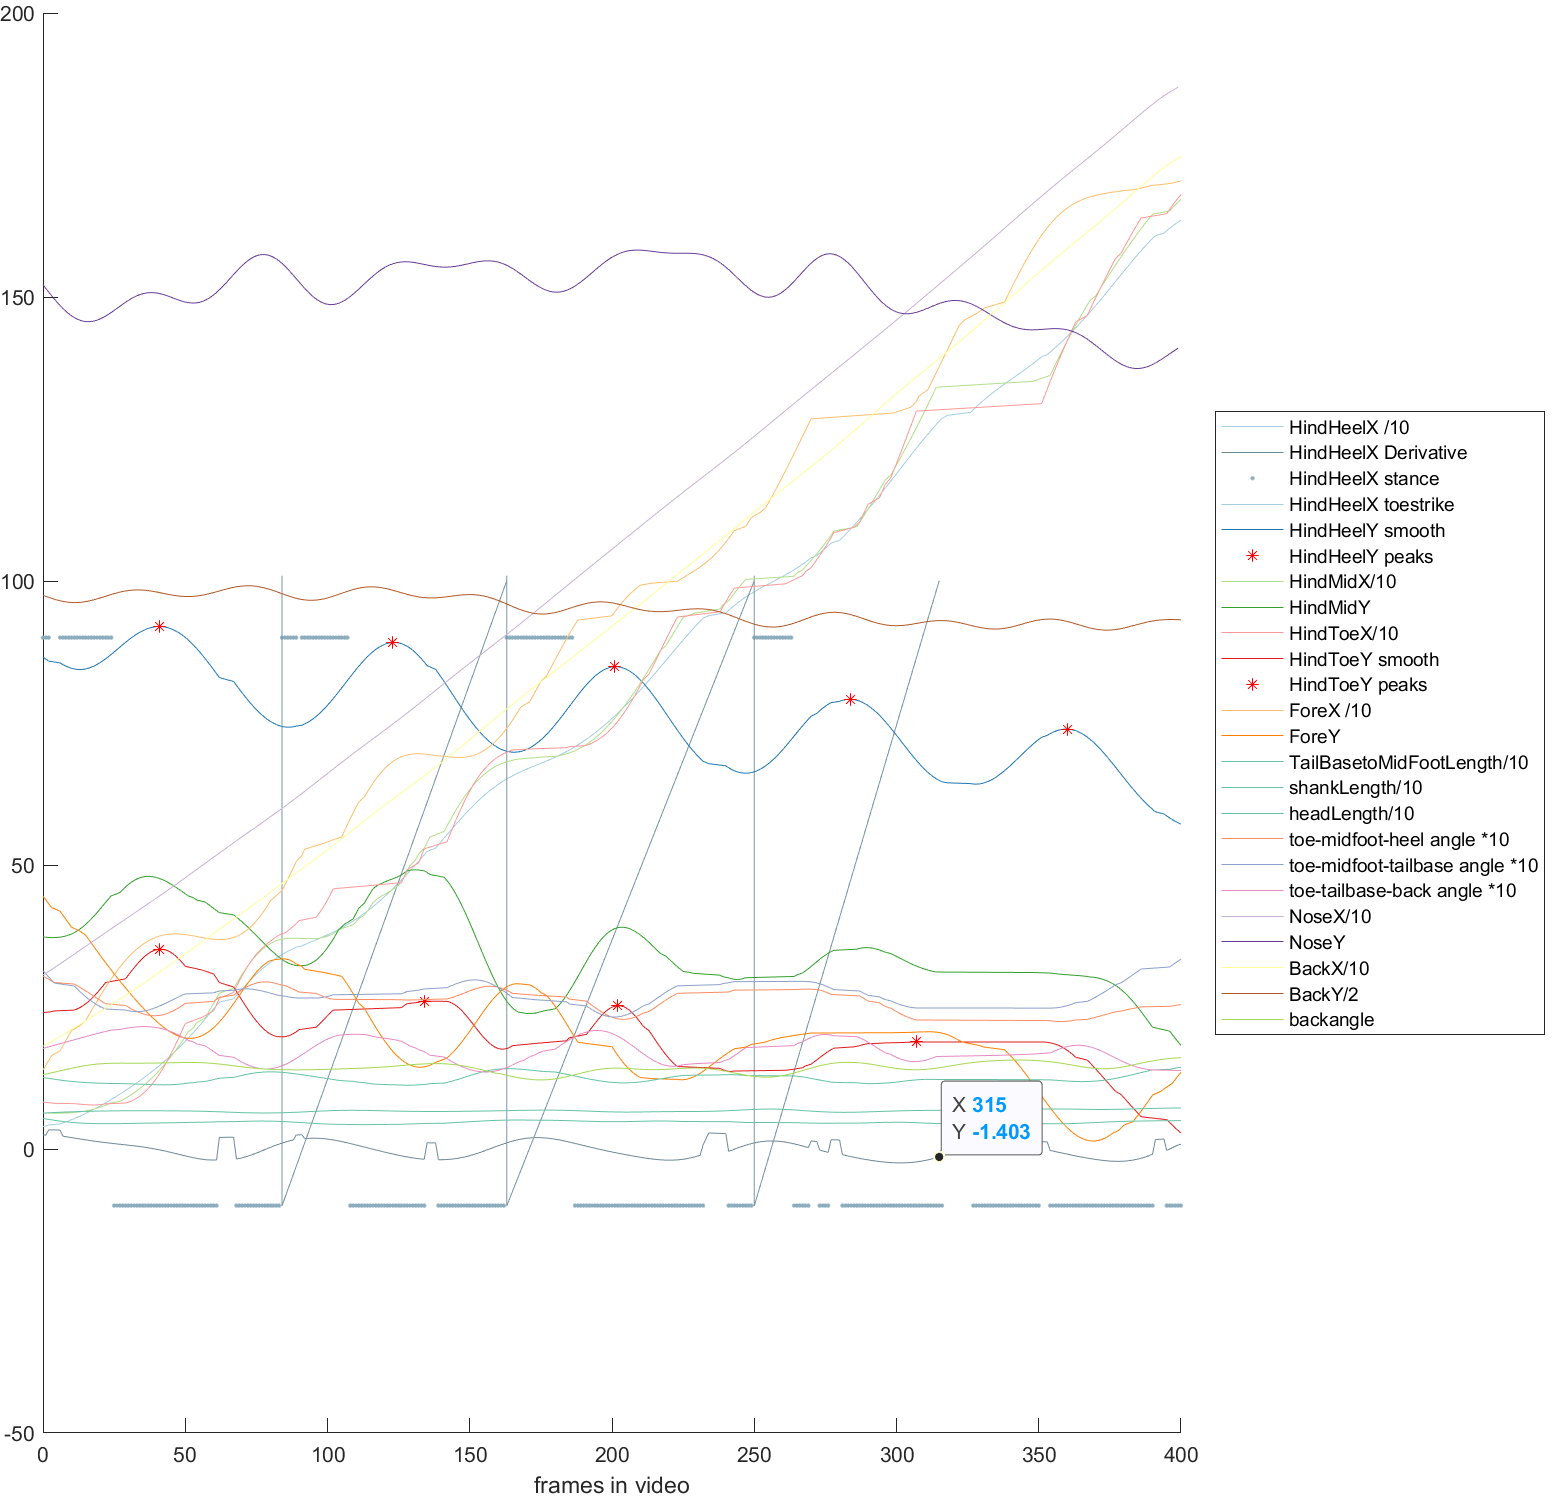 200
150
100
50
0
-50
0 50 100 150 200 250 300 350 400
frames in video
X 315
Y -1.403
HindHeelX /10
HindHeelX Derivative
HindHeelX stance
HindHeelX toestrike
HindHeelY smooth
HindHeelY peaks
HindMidX/10
HindMidY
HindToeX/10
HindToeY smooth
HindToeY peaks
ForeX /10
ForeY
TailBasetoMidFootLength/10
shankLength/10
headLength/10
toe-midfoot-heel angle *10
toe-midfoot-tailbase angle *10
toe-tailbase-back angle *10
NoseX/10
NoseY
BackX/10
BackY/2
backangle